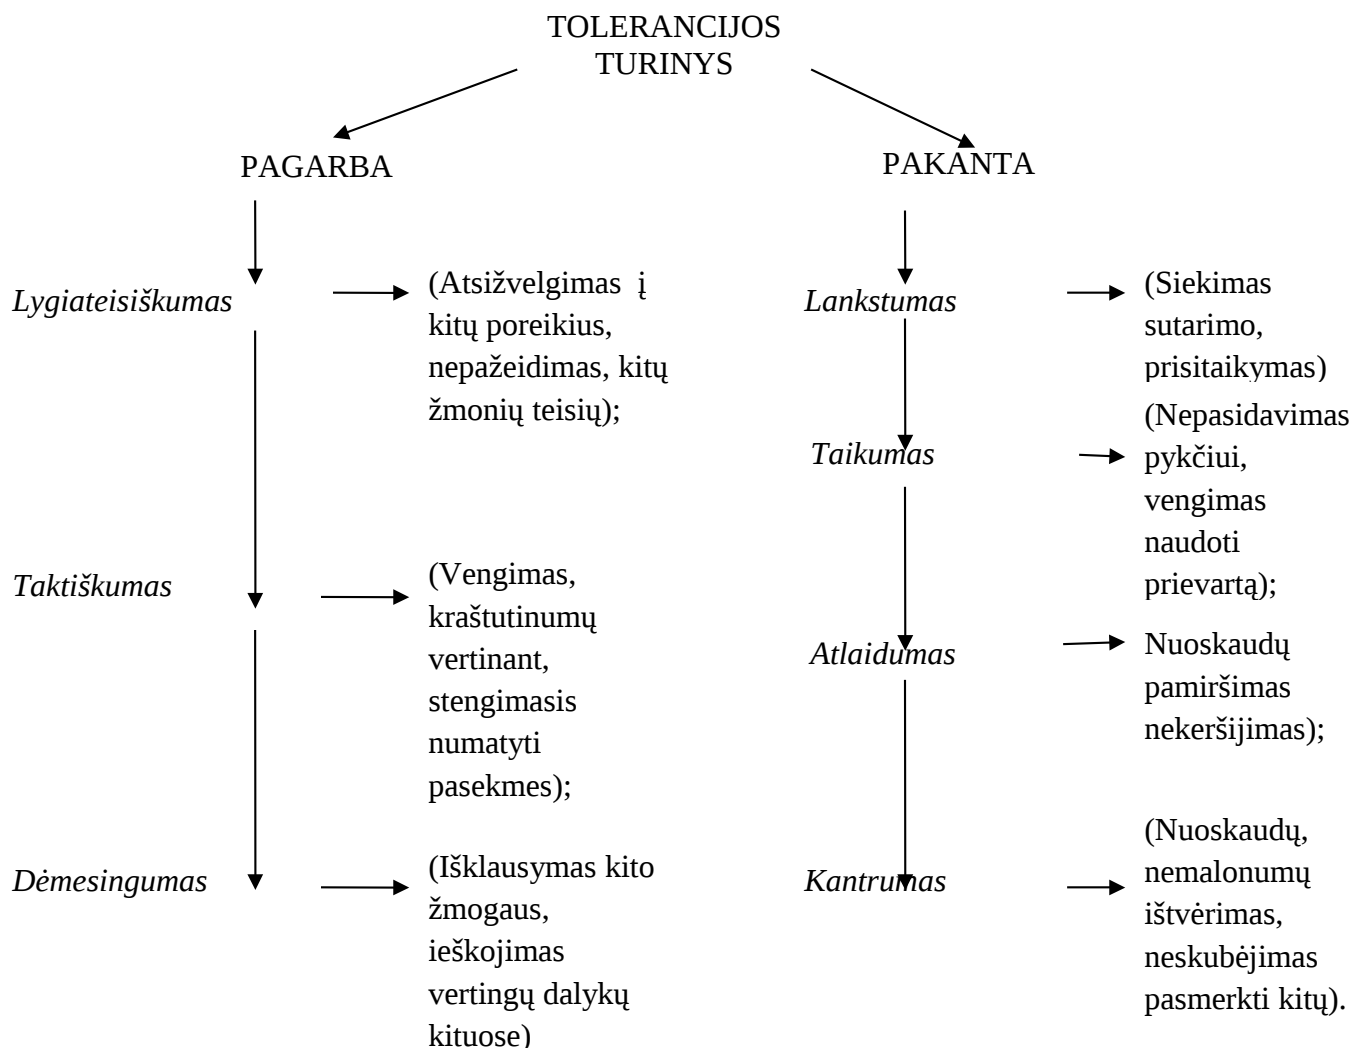 TOLERANCIJOS
TURINYS
PAGARBA
PAKANTA
Lygiateisiškumas
(Atsižvelgimas  į
kitų poreikius,
nepažeidimas, kitų
žmonių teisių);
Taktiškumas
(Vengimas,
kraštutinumų
vertinant,
stengimasis
numatyti
pasekmes);
Dėmesingumas
(Išklausymas kito
žmogaus,
ieškojimas
vertingų dalykų
kituose)
Lankstumas
(Siekimas
sutarimo,
prisitaikymas)
Taikumas
(Nepasidavimas
pykčiui,
vengimas
naudoti
prievartą);
Atlaidumas
Nuoskaudų
pamiršimas
nekeršijimas);
Kantrumas
(Nuoskaudų,
nemalonumų
ištvėrimas,
neskubėjimas
pasmerkti kitų).